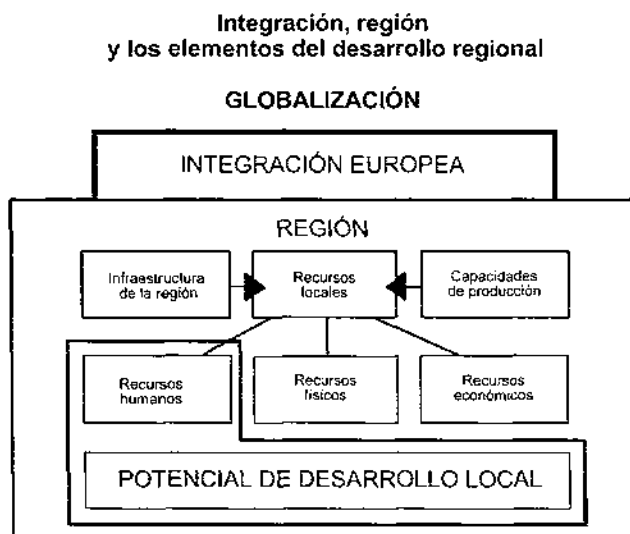 Integración, región
y los elementos del desarrollo regional
GLOBALIZACIÓN
INTEGRACIÓN EUROPEA
REGIÓN
Infraestructura
de la región
Recursos
locales
Capacidades
de producción
Recursos
humanos
Recursos
físicos
Recursos
económicos
POTENCIAL DE DESARROLLO LOCAL